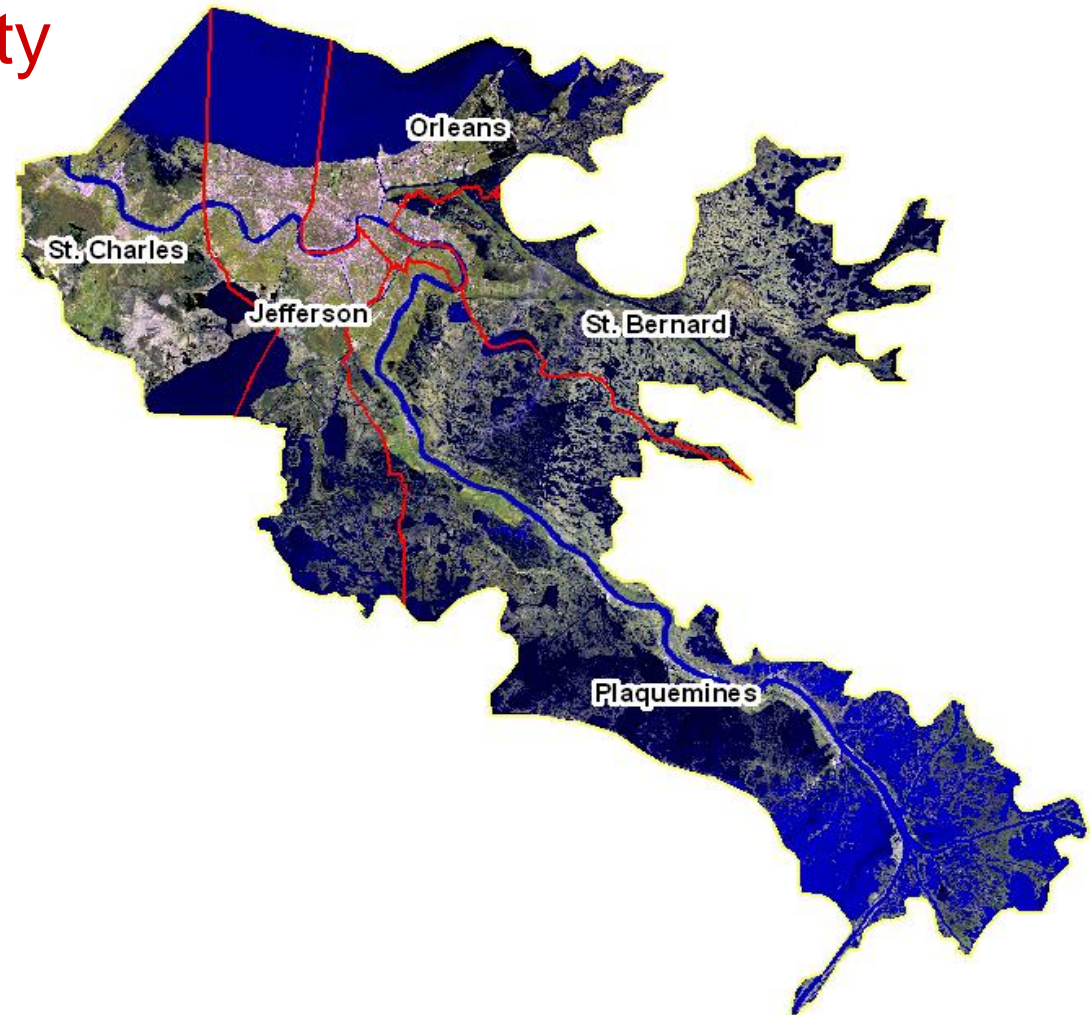 ty
Orleans
St. Charles
Jefferson
St. Bernard
Plaquemines